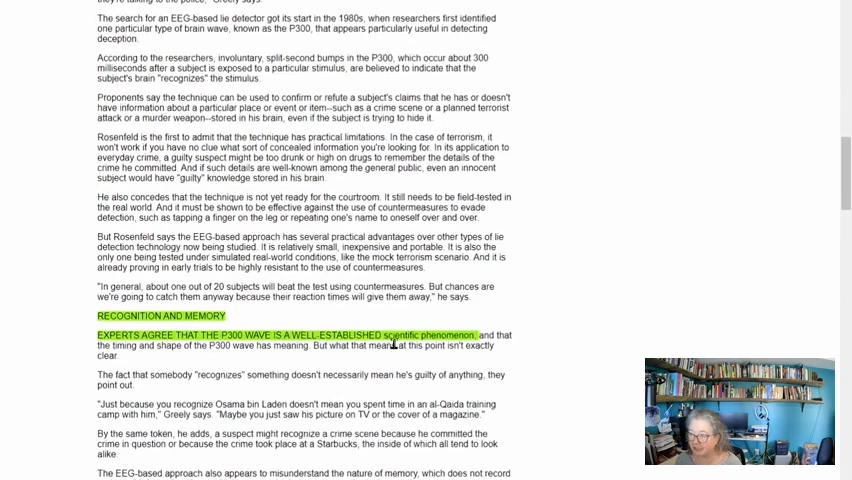 they're talking to the police," Greely says.
The search for an EEG-based lie detector got its start in the 1980s, when researchers first identified
one particular type of brain wave, known as the P300, that appears particularly useful in detecting
deception.
According to the researchers, involuntary, split-second bumps in the P300, which occur about 300
milliseconds after a subject is exposed to a particular stimulus, are believed to indicate that the
subject's brain "recognizes" the stimulus.
Proponents say the technique can be used to confirm or refute a subject's claims that he has or doesn't
have information about a particular place or event or item--such as a crime scene or a planned terrorist
attack or a murder weapon--stored in his brain, even if the subject is trying to hide it.
Rosenfeld is the first to admit that the technique has practical limitations. In the case of terrorism, it
won't work if you have no clue what sort of concealed information you're looking for. In its application to
everyday crime, a guilty suspect might be too drunk or high on drugs to remember the details of the
crime he committed. And if such details are well-known among the general public, even an innocent
subject would have "guilty" knowledge stored in his brain.
He also concedes that the technique is not yet ready for the courtroom. It still needs to be field-tested in
the real world. And it must be shown to be effective against the use of countermeasures to evade
detection, such as tapping a finger on the leg or repeating one's name to oneself over and over.
But Rosenfeld says the EEG-based approach has several practical advantages over other types of lie
detection technology now being studied. It is relatively small, inexpensive and portable. It is also the
only one being tested under simulated real-world conditions, like the mock terrorism scenario. And it is
already proving in early trials to be highly resistant to the use of countermeasures.
"In general, about one out of 20 subjects will beat the test using countermeasures. But chances are
we're going to catch them anyway because their reaction times will give them away," he says.
RECOGNITION AND MEMORY
EXPERTS AGREE THAT THE P300 WAVE IS A WELL-ESTABLISHED scientific phenomenon, and that
the timing and shape of the P300 wave has meaning. But what that means at this point isn't exactly
clear.
The fact that somebody "recognizes" something doesn't necessarily mean he's guilty of anything, they
point out.
"Just because you recognize Osama bin Laden doesn't mean you spent time in an al-Qaida training
camp with him," Greely says. "Maybe you just saw his picture on TV or the cover of a magazine."
By the same token, he adds, a suspect might recognize a crime scene because he committed the
crime in question or because the crime took place at a Starbucks, the inside of which all tend to look
alike.
The EEG-based approach also appears to misunderstand the nature of memory, which does not record